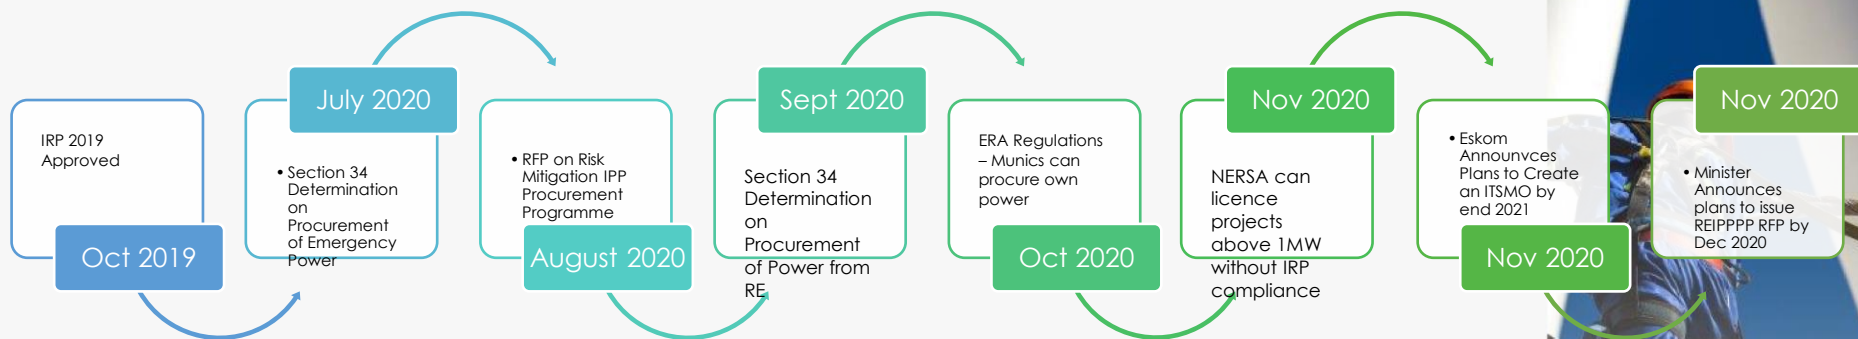 IRP 2019
Approved
Oct 2019
July 2020
• Section 34
Determination
on
Procurement
of Emergency
Power
• RFP on Risk
Mitigation IPP
Procurement
Programme
August 2020
Sept 2020
Section 34
Determination
on
Procurement
of Power from
RE
ERA Regulations
– Munics can
procure own
power
Oct 2020
Nov 2020
NERSA can
licence
projects
above 1MW
without IRP
compliance
• Eskom
Announvces
Plans to Create
an ITSMO by
end 2021
Nov 2020
Nov 2020
• Minister
Announces
plans to issue
REIPPPP RFP by
Dec 2020